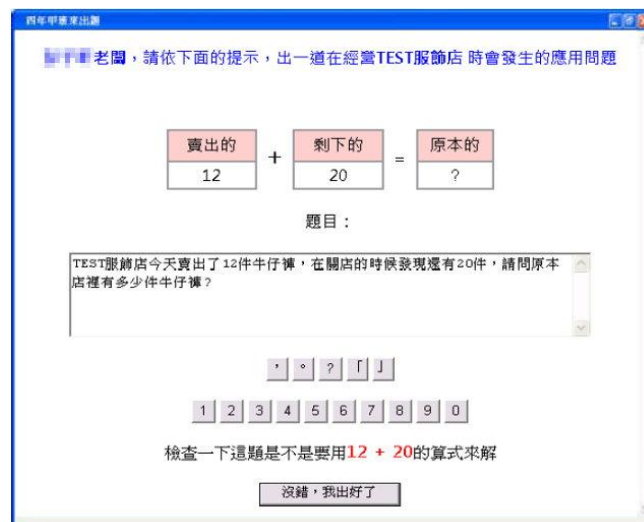 四年甲班來出題
老闆，請依下面的提示，出一道在經營TEST服飾店 時會發生的應用問題
賣出的 + 剩下的 = 原本的
12 20 ?
題目：
TEST服飾店今天賣出了12件牛仔褲，在關店的時候發現還有20件，請問原本
店裡有多少件牛仔褲?
， 。 ? 「 」
1 2 3 4 5 6 7 8 9 0
檢查一下這題是不是要用12 + 20的算式來解
沒錯，我出好了